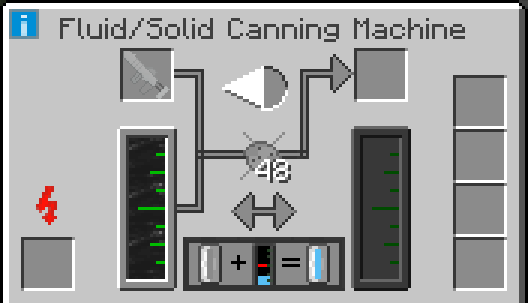 i Fluid/Solid Canning Machine
48
+ =